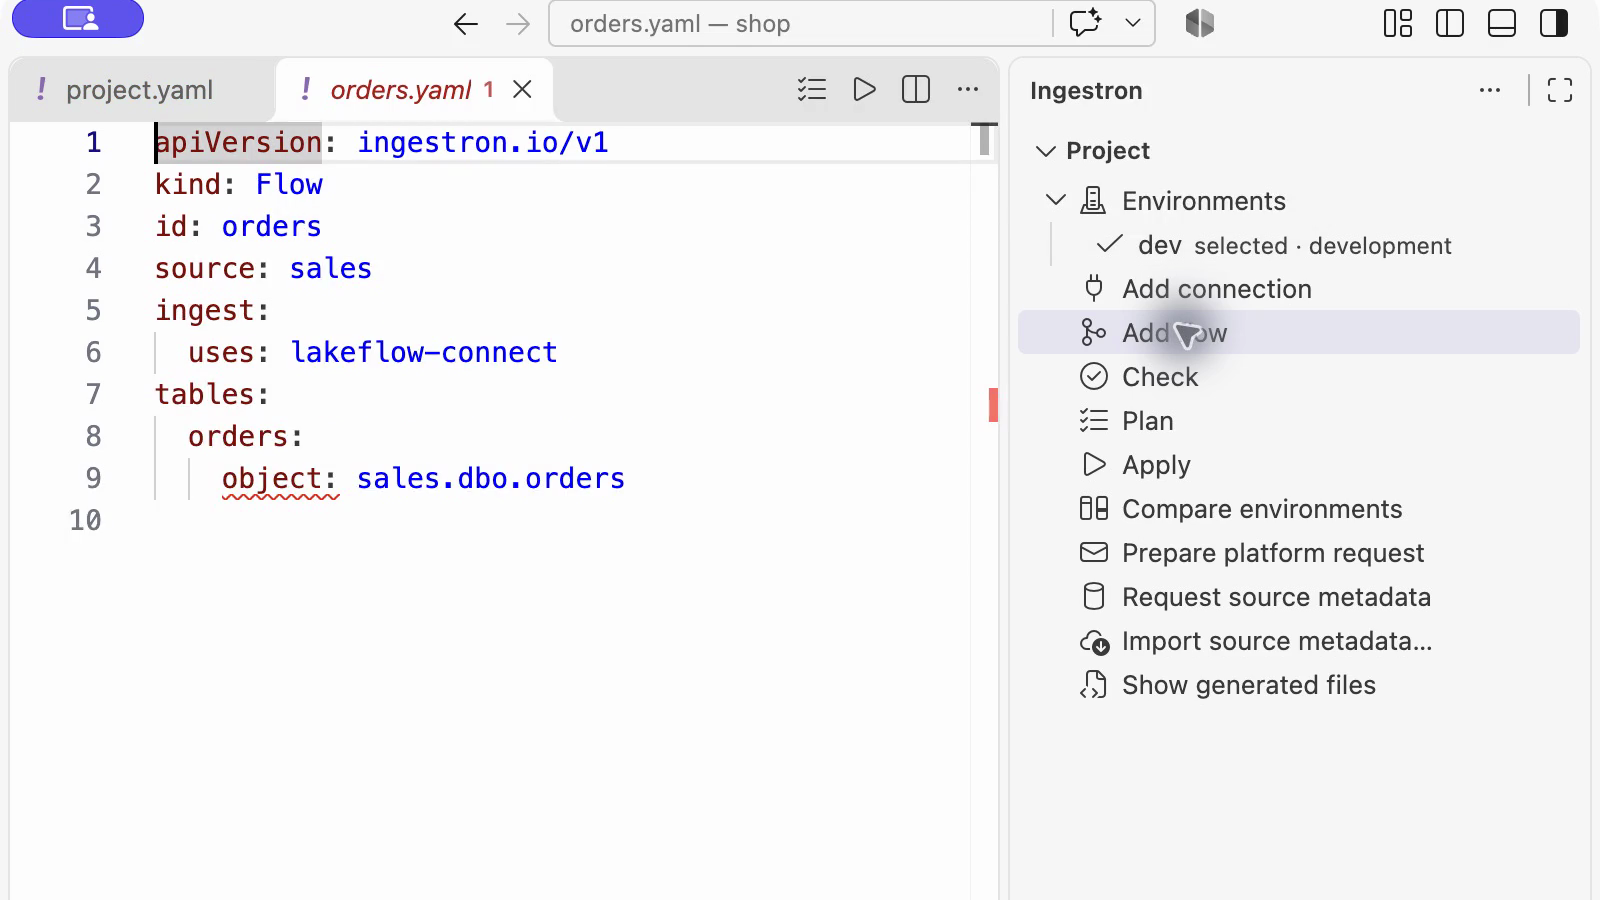 orders.yaml — shop
! project.yaml
! orders.yaml 1
1 apiVersion: ingestron.io/v1
2 kind: Flow
3 id: orders
4 source: sales
5 ingest:
6 uses: lakeflow-connect
7 tables:
8 orders:
9 object: sales.dbo.orders
10
Ingestron
Project
Environments
dev selected · development
Add connection
Add
Check
Plan
Apply
Compare environments
Prepare platform request
Request source metadata
Import source metadata...
Show generated files